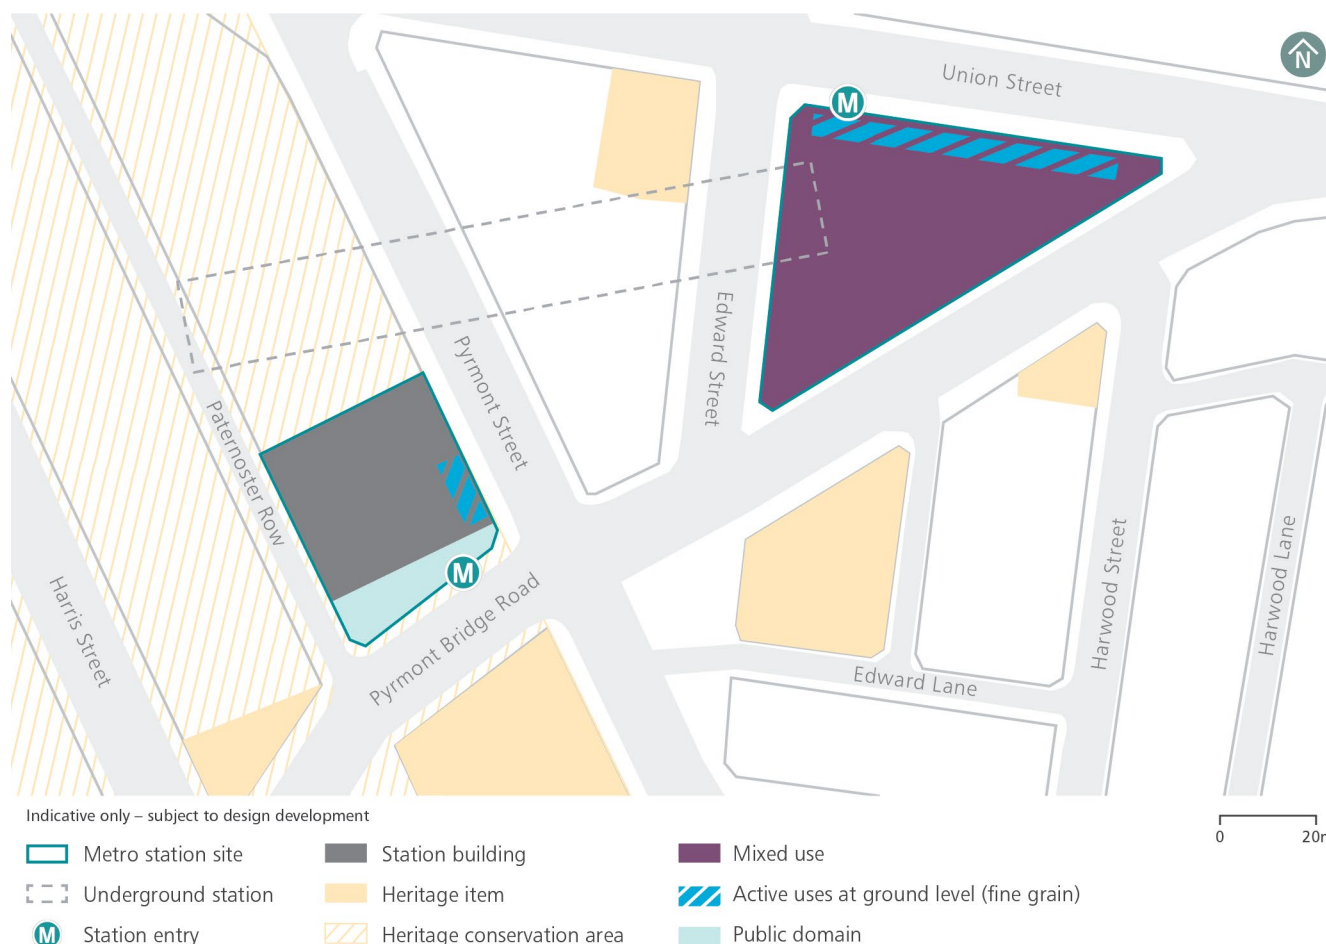 N
Union Street
M
Edward Street
Pyrmont Street
Paternoster Row
M
Harris Street
Pyrmont Bridge Road
Harwood Street
Harwood Lane
Edward Lane
Indicative only – subject to design development
0 20m
Metro station site
Station building
Mixed use
Underground station
Heritage item
Active uses at ground level (fine grain)
M Station entry
Heritage conservation area
Public domain